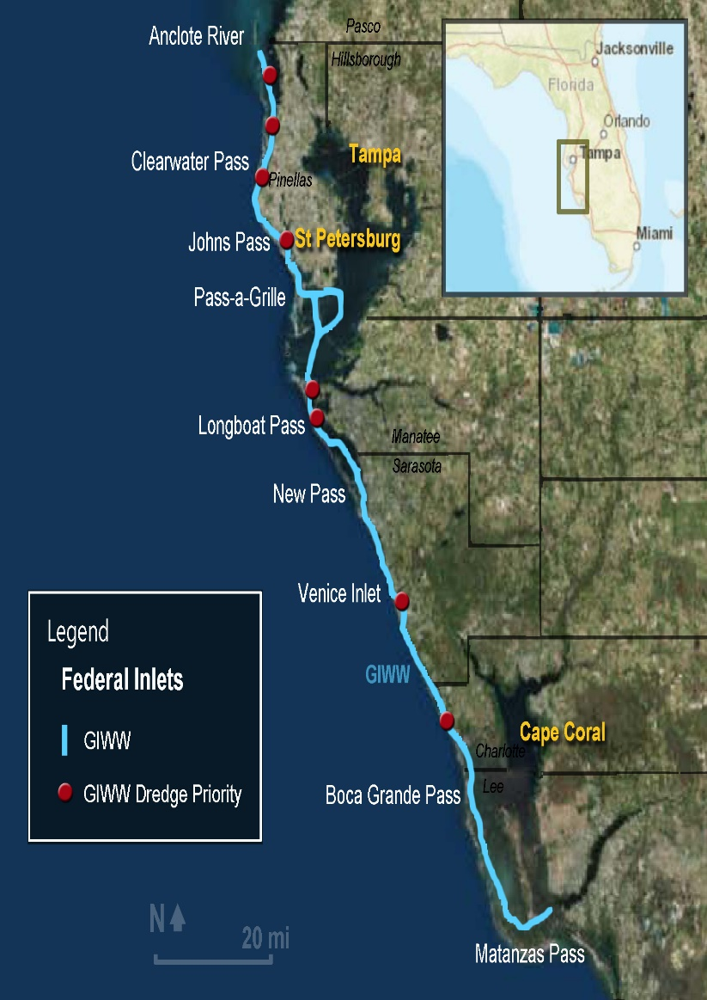 Anclote River
Pasco
Hillsborough
Jacksonville
Florida
Orlando
Tampa
Miami
Clearwater Pass
Pinellas
Tampa
Johns Pass
St Petersburg
Pass-a-Grille
Longboat Pass
Manatee
Sarasota
New Pass
Venice Inlet
GIWW
Cape Coral
Charlotte
Lee
Boca Grande Pass
Matanzas Pass
Legend
Federal Inlets
GIWW
GIWW Dredge Priority
N
20 mi